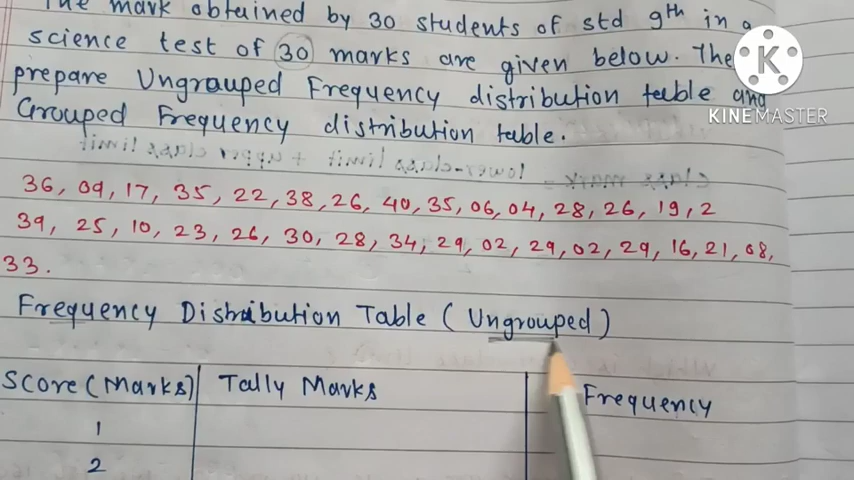 The mark obtained by 30 students of std 9th in a
science test of 30 marks are given below. The
prepare Ungrouped Frequency distribution table and
Grouped Frequency distribution table.
36, 09, 17, 35, 22, 38, 26, 40, 35, 06, 04, 28, 26, 19, 2
39, 25, 10, 23, 26, 30, 28, 34, 29, 02, 29, 02, 29, 16, 21, 08,
33.
Frequency Distribution Table (Ungrouped)
Score (Marks) Tally Marks Frequency
1
2
K
KINEMASTER